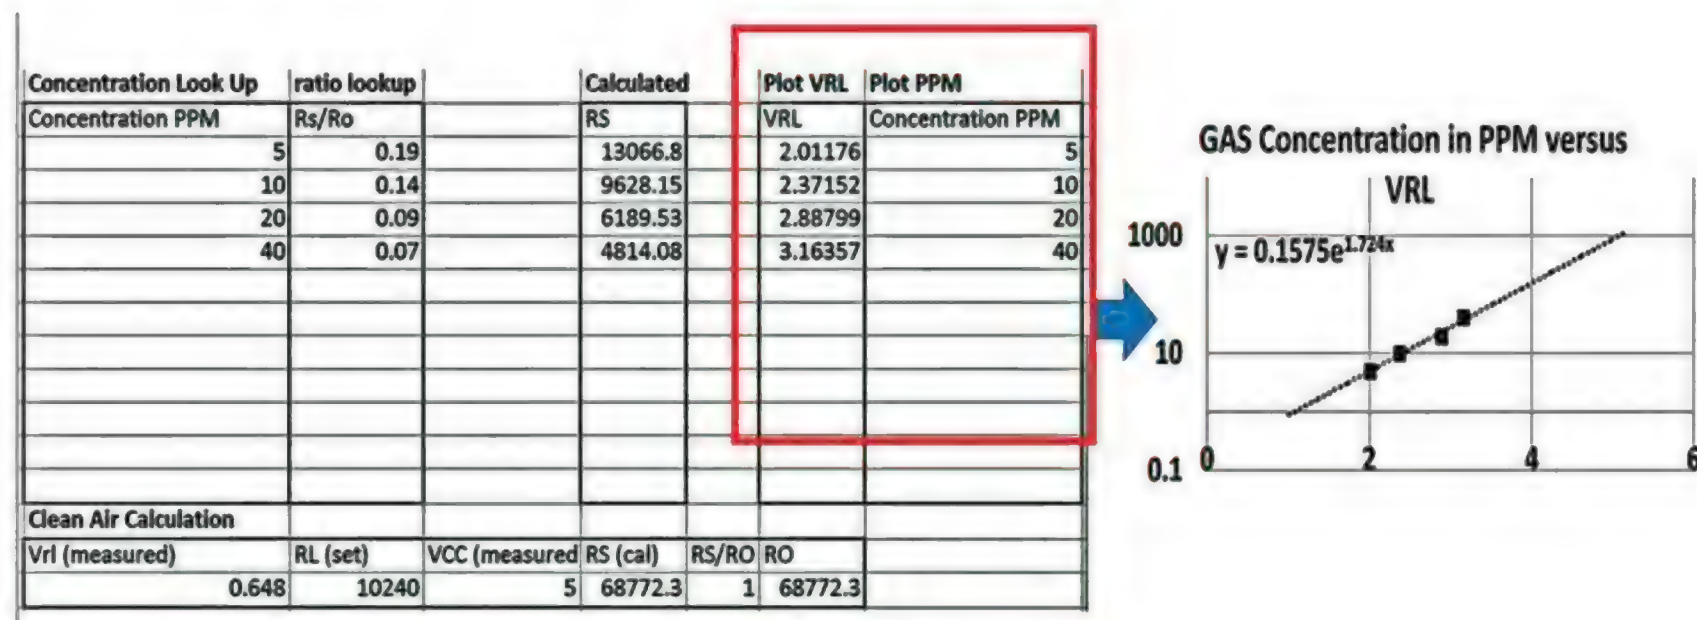 Concentration Look Up ratio lookup Calculated Plot VRL Plot PPM
Concentration PPM Rs/Ro RS VRL Concentration PPM
5 0.19 13066.8 2.01176 5
10 0.14 9628.15 2.37152 10
20 0.09 6189.53 2.88799 20
40 0.07 4814.08 3.16357 40
Clean Air Calculation
Vrl (measured) RL (set) VCC (measured RS (cal) RS/RO RO
0.648 10240 5 68772.3 1 68772.3
GAS Concentration in PPM versus
VRL
1000
y = 0.1575e^1.724x
10
0.1
0 2 4 6